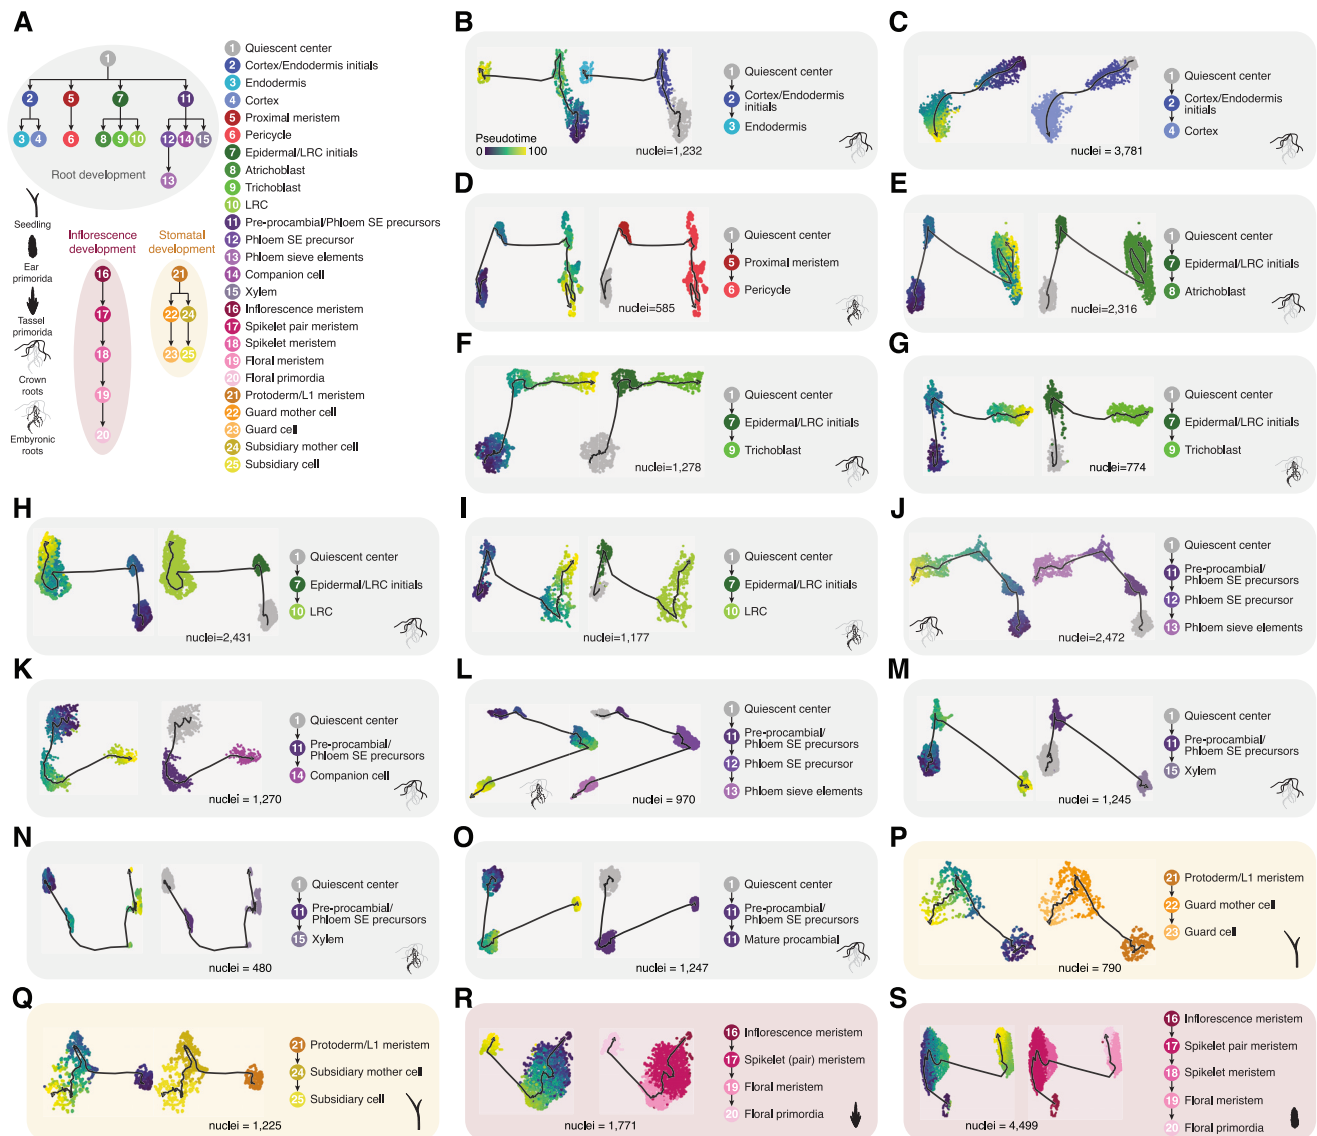 A
1
2
5
7
11
3
4
6
8
9
10
12
14
15
13
Root development
Seedling
Ear
primorida
Tassel
primorida
Crown
roots
Embyronic
roots
Inflorescence
development
16
17
18
19
20
Stomatal
development
21
22
24
23
25
1 Quiescent center
2 Cortex/Endodermis initials
3 Endodermis
4 Cortex
5 Proximal meristem
6 Pericycle
7 Epidermal/LRC initials
8 Atrichoblast
9 Trichoblast
10 LRC
11 Pre-procambial/Phloem SE precursors
12 Phloem SE precursor
13 Phloem sieve elements
14 Companion cell
15 Xylem
16 Inflorescence meristem
17 Spikelet pair meristem
18 Spikelet meristem
19 Floral meristem
20 Floral primordia
21 Protoderm/L1 meristem
22 Guard mother cell
23 Guard cell
24 Subsidiary mother cell
25 Subsidiary cell
B
Pseudotime
0 100
nuclei=1,232
1 Quiescent center
2 Cortex/Endodermis
initials
3 Endodermis
C
nuclei = 3,781
1 Quiescent center
2 Cortex/Endodermis
initials
4 Cortex
D
nuclei=585
1 Quiescent center
5 Proximal meristem
6 Pericycle
E
nuclei=2,316
1 Quiescent center
7 Epidermal/LRC initials
8 Atrichoblast
F
nuclei=1,278
1 Quiescent center
7 Epidermal/LRC initials
9 Trichoblast
G
nuclei=774
1 Quiescent center
7 Epidermal/LRC initials
9 Trichoblast
H
nuclei=2,431
1 Quiescent center
7 Epidermal/LRC initials
10 LRC
I
nuclei=1,177
1 Quiescent center
7 Epidermal/LRC initials
10 LRC
J
nuclei=2,472
1 Quiescent center
11 Pre-procambial/
Phloem SE precursors
12 Phloem SE precursor
13 Phloem sieve elements
K
nuclei = 1,270
1 Quiescent center
11 Pre-procambial/
Phloem SE precursors
14 Companion cell
L
nuclei = 970
1 Quiescent center
11 Pre-procambial/
Phloem SE precursors
12 Phloem SE precursor
13 Phloem sieve elements
M
nuclei = 1,245
1 Quiescent center
11 Pre-procambial/
Phloem SE precursors
15 Xylem
N
nuclei = 480
1 Quiescent center
11 Pre-procambial/
Phloem SE precursors
15 Xylem
O
nuclei = 1,247
1 Quiescent center
11 Pre-procambial/
Phloem SE precursors
11 Mature procambial
P
nuclei = 790
21 Protoderm/L1 meristem
22 Guard mother cell
23 Guard cell
Q
nuclei = 1,225
21 Protoderm/L1 meristem
24 Subsidiary mother cell
25 Subsidiary cell
R
nuclei = 1,771
16 Inflorescence meristem
17 Spikelet (pair) meristem
19 Floral meristem
20 Floral primordia
S
nuclei = 4,499
16 Inflorescence meristem
17 Spikelet pair meristem
18 Spikelet meristem
19 Floral meristem
20 Floral primordia